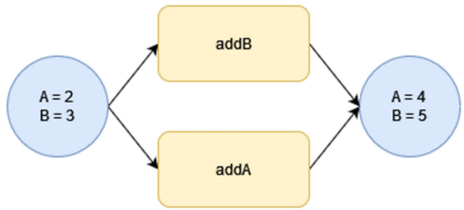 addB
A = 2
B = 3
A = 4
B = 5
addA